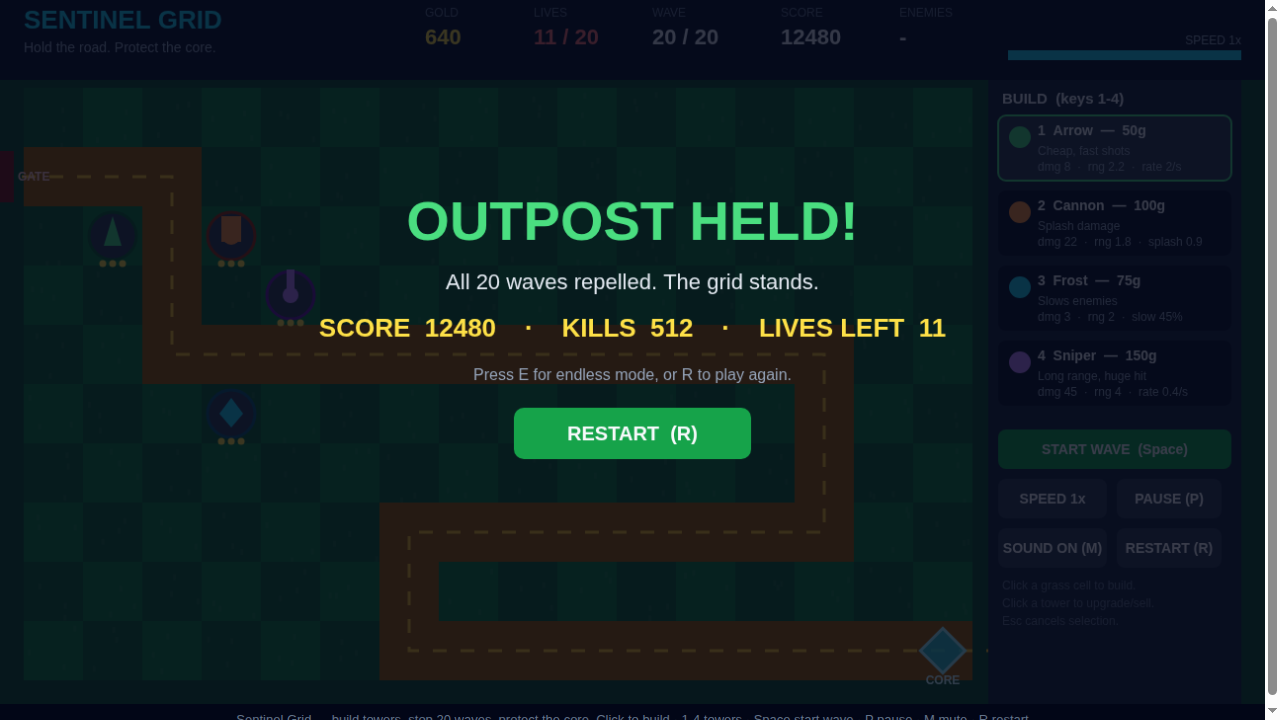 SENTINEL GRID
Hold the road. Protect the core.
GOLD LIVES WAVE SCORE ENEMIES
640 11 / 20 20 / 20 12480 -
SPEED 1x
GATE
OUTPOST HELD!
All 20 waves repelled. The grid stands.
SCORE 12480 · KILLS 512 · LIVES LEFT 11
Press E for endless mode, or R to play again.
RESTART (R)
CORE
BUILD (keys 1-4)
1 Arrow — 50g
Cheap, fast shots
dmg 8 · rng 2.2 · rate 2/s
2 Cannon — 100g
Splash damage
dmg 22 · rng 1.8 · splash 0.9
3 Frost — 75g
Slows enemies
dmg 3 · rng 2 · slow 45%
4 Sniper — 150g
Long range, huge hit
dmg 45 · rng 4 · rate 0.4/s
START WAVE (Space)
SPEED 1x PAUSE (P)
SOUND ON (M) RESTART (R)
Click a grass cell to build.
Click a tower to upgrade/sell.
Esc cancels selection.